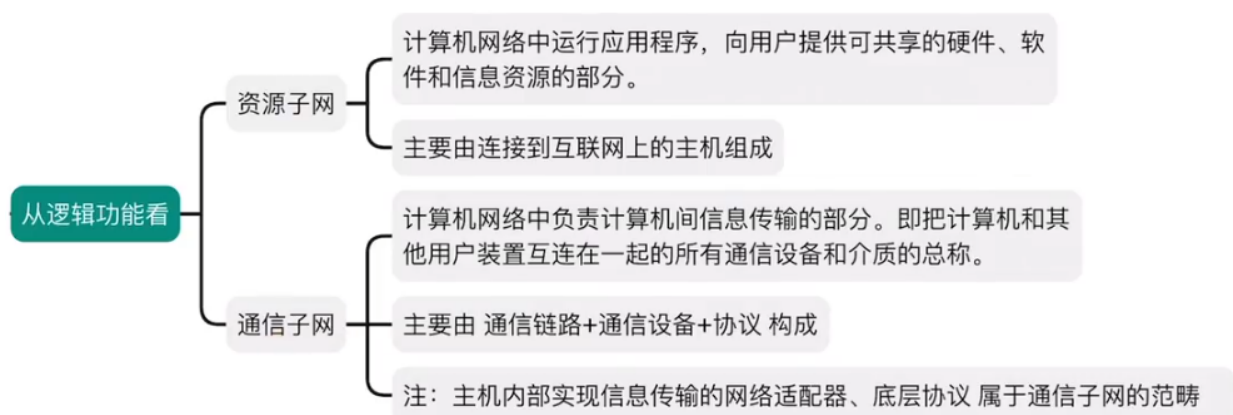 从逻辑功能看
资源子网
计算机网络中运行应用程序，向用户提供可共享的硬件、软
件和信息资源的部分。
主要由连接到互联网上的主机组成
通信子网
计算机网络中负责计算机间信息传输的部分。即把计算机和其
他用户装置互连在一起的所有通信设备和介质的总称。
主要由 通信链路+通信设备+协议 构成
注：主机内部实现信息传输的网络适配器、底层协议 属于通信子网的范畴